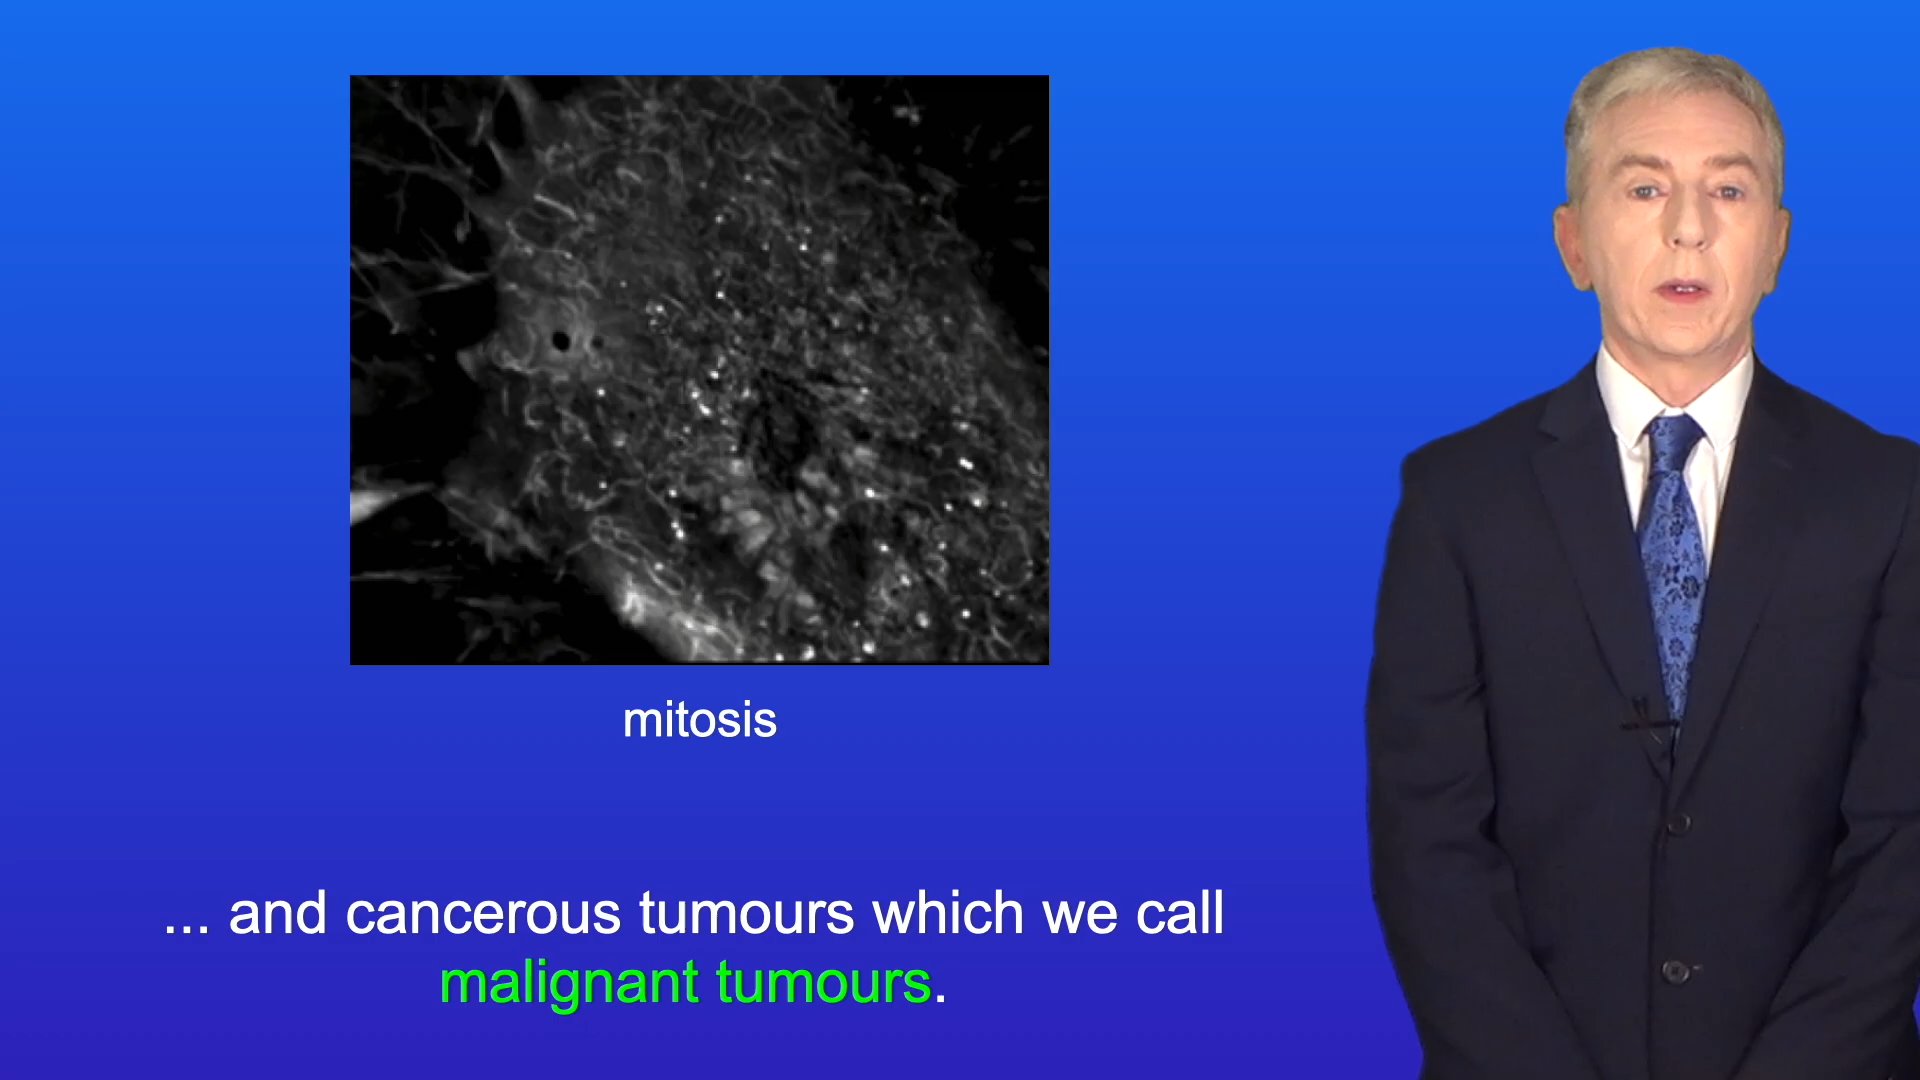 mitosis
... and cancerous tumours which we call
malignant tumours.